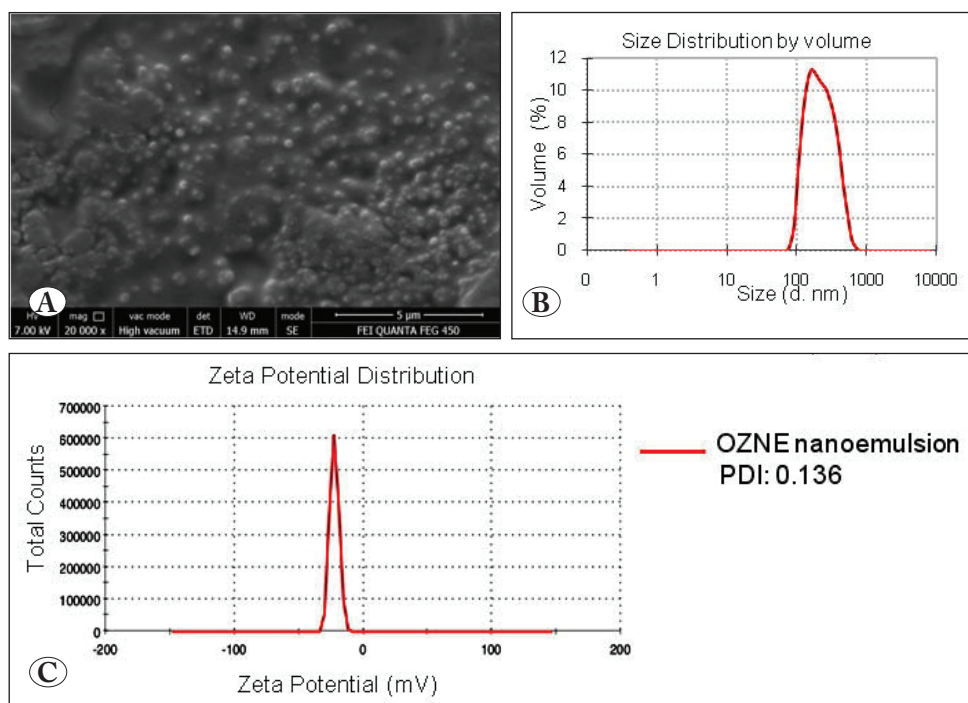 A
HV mag □ vac mode det WD mode
7.00 kV 20 000 x High vacuum ETD 14.9 mm SE
5 µm
FEI QUANTA FEG 450
Size Distribution by volume
12
10
8
6
4
2
0
Volume (%)
0 1 10 100 1000 10000
Size (d. nm)
B
Zeta Potential Distribution
700000
600000
500000
400000
300000
200000
100000
0
Total Counts
-200 -100 0 100 200
Zeta Potential (mV)
C
OZNE nanoemulsion
PDI: 0.136